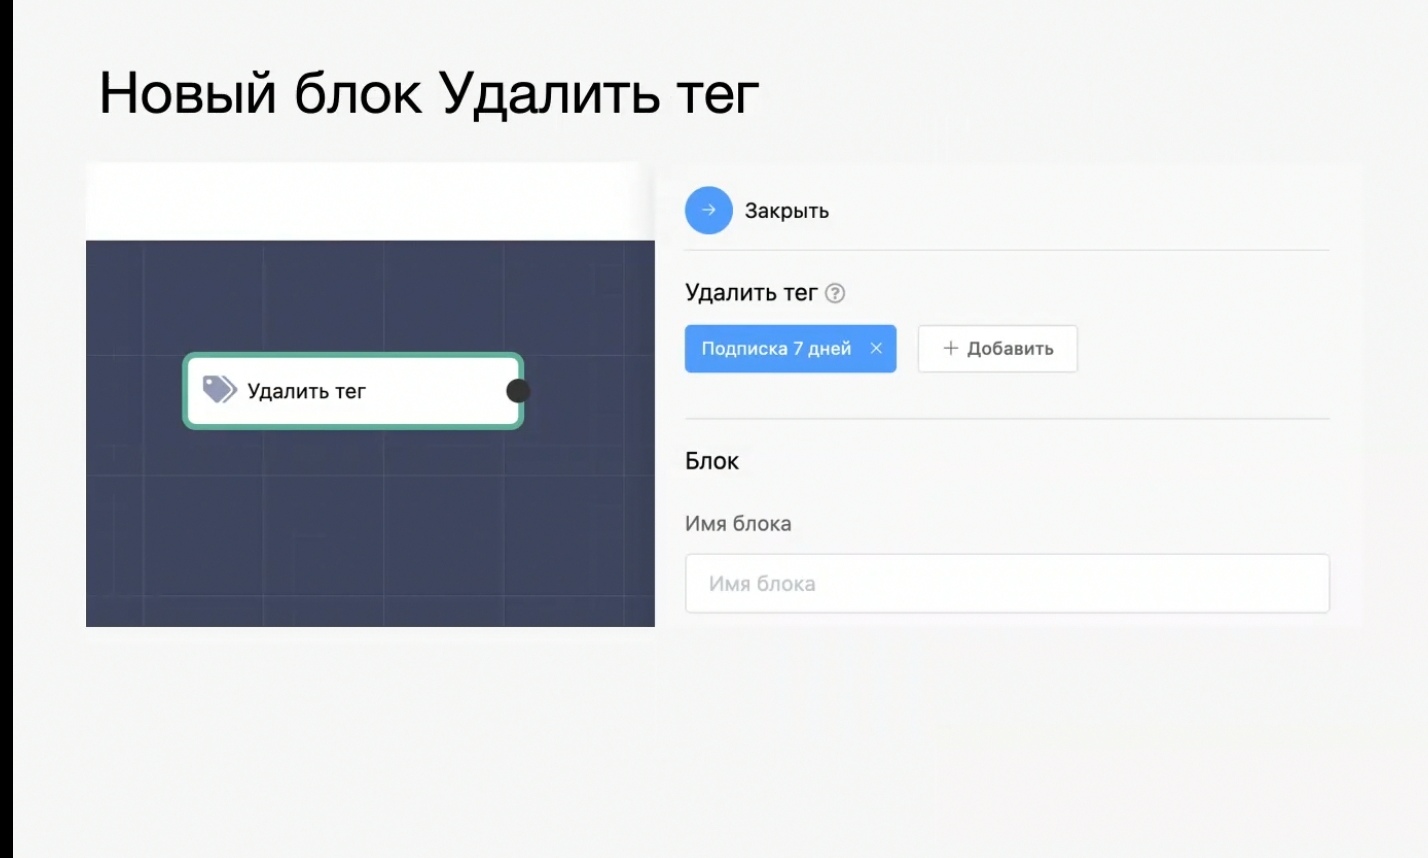 Новый блок Удалить тег
Удалить тег
Закрыть
Удалить тег
Подписка 7 дней
Добавить
Блок
Имя блока
Имя блока